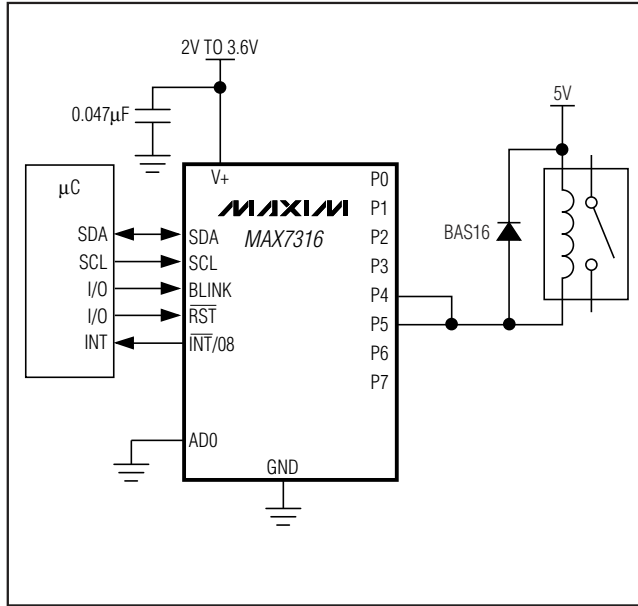 2V TO 3.6V
0.047μF
5V
μC
SDA
SCL
I/O
I/O
INT
V+
MAXIM
MAX7316
SDA
SCL
BLINK
RST
INT/O8
AD0
GND
P0
P1
P2
P3
P4
P5
P6
P7
BAS16